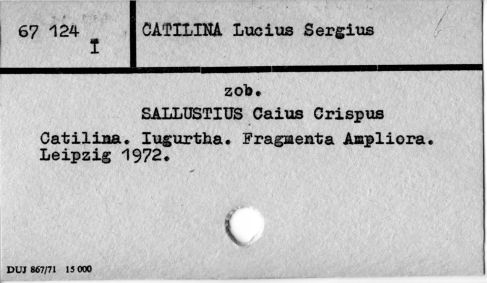 67 124 I
CATILINA Lucius Sergius
zob.
SALLUSTIUS Caius Crispus
Catilina. Iugurtha. Fragmenta Ampliora.
Leipzig 1972.
DUJ 867/71 15 000